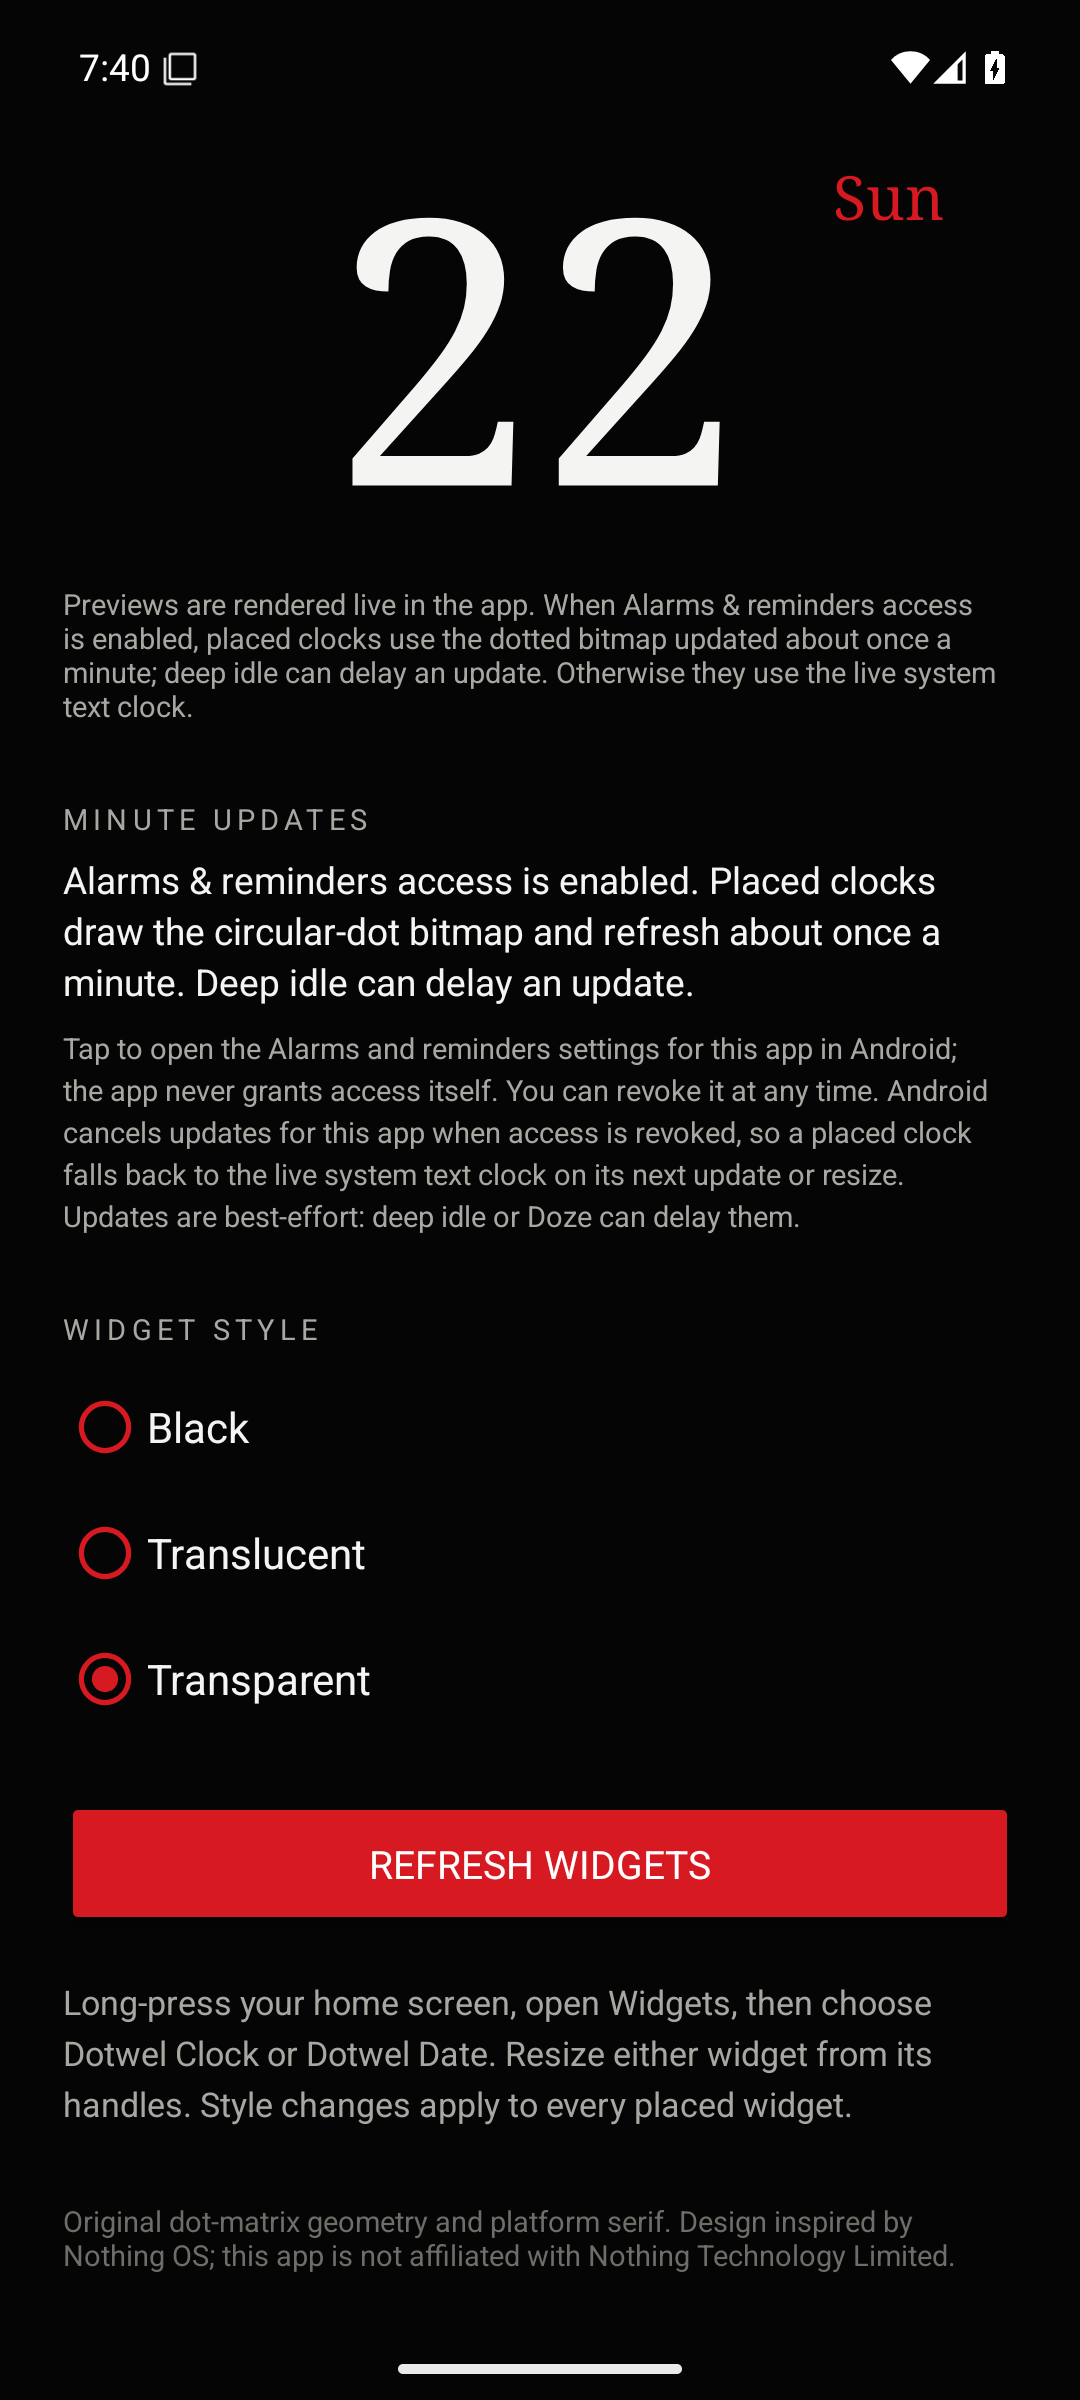 7:40
Sun
22
Previews are rendered live in the app. When Alarms & reminders access
is enabled, placed clocks use the dotted bitmap updated about once a
minute; deep idle can delay an update. Otherwise they use the live system
text clock.
MINUTE UPDATES
Alarms & reminders access is enabled. Placed clocks
draw the circular-dot bitmap and refresh about once a
minute. Deep idle can delay an update.
Tap to open the Alarms and reminders settings for this app in Android;
the app never grants access itself. You can revoke it at any time. Android
cancels updates for this app when access is revoked, so a placed clock
falls back to the live system text clock on its next update or resize.
Updates are best-effort: deep idle or Doze can delay them.
WIDGET STYLE
Black
Translucent
Transparent
REFRESH WIDGETS
Long-press your home screen, open Widgets, then choose
Dotwel Clock or Dotwel Date. Resize either widget from its
handles. Style changes apply to every placed widget.
Original dot-matrix geometry and platform serif. Design inspired by
Nothing OS; this app is not affiliated with Nothing Technology Limited.